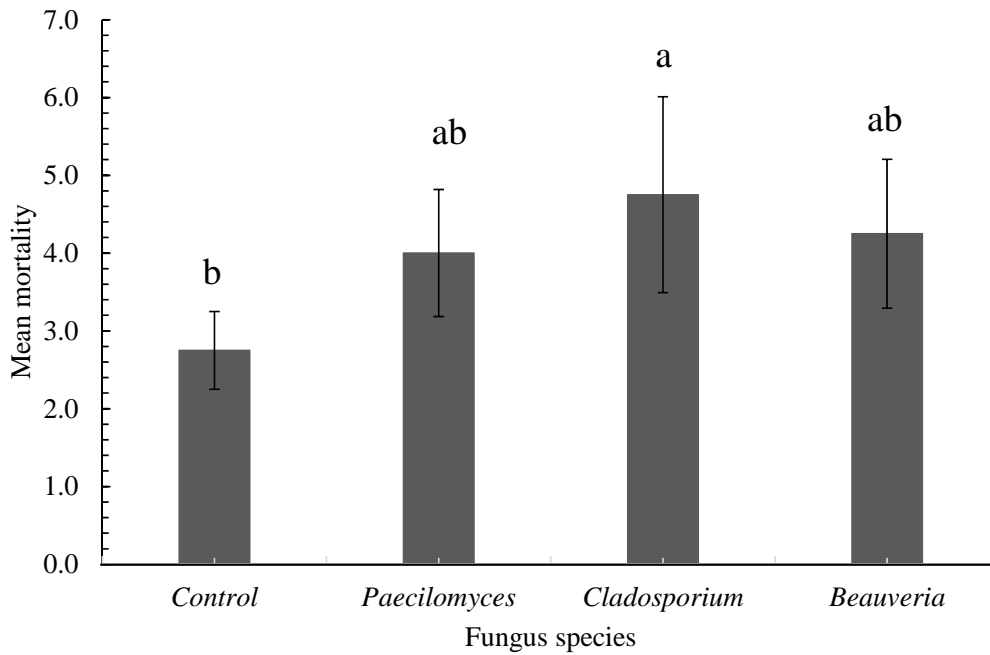 7.0
6.0
5.0
4.0
3.0
2.0
1.0
0.0
Mean mortality
b
ab
a
ab
Control Paecilomyces Cladosporium Beauveria
Fungus species